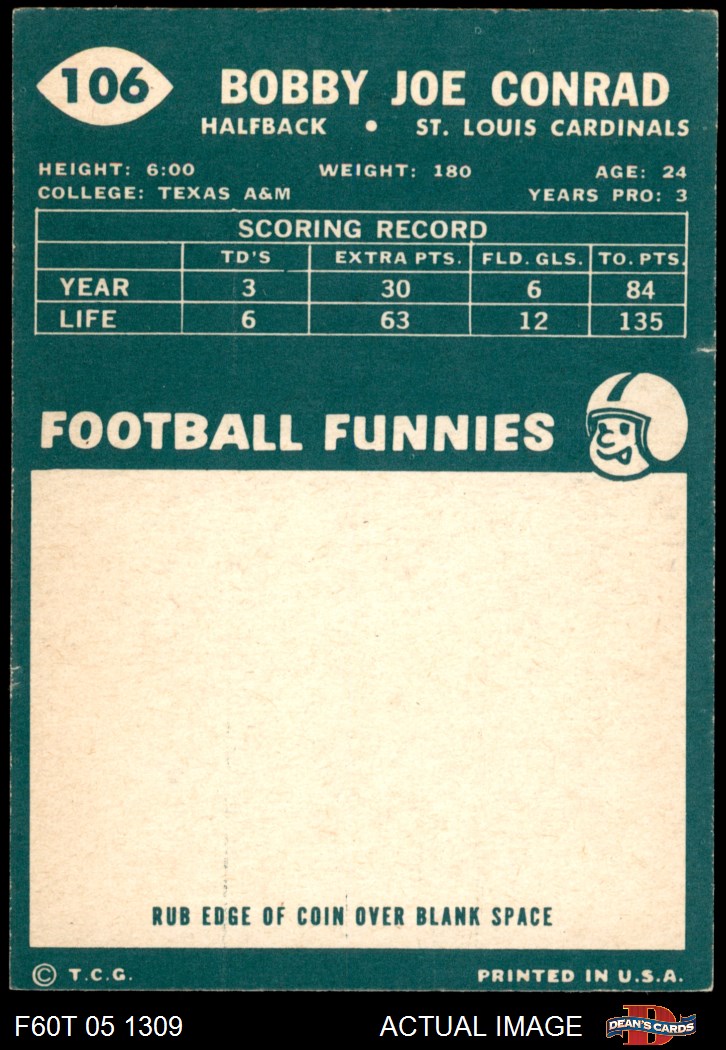 106
BOBBY JOE CONRAD
HALFBACK • ST. LOUIS CARDINALS
HEIGHT: 6:00 WEIGHT: 180 AGE: 24
COLLEGE: TEXAS A&M YEARS PRO: 3
SCORING RECORD
TD'S EXTRA PTS. FLD. GLS. TO. PTS.
YEAR 3 30 6 84
LIFE 6 63 12 135
FOOTBALL FUNNIES
RUB EDGE OF COIN OVER BLANK SPACE
© T.C.G. PRINTED IN U.S.A.
F60T 05 1309 ACTUAL IMAGE D DEAN'S CARDS